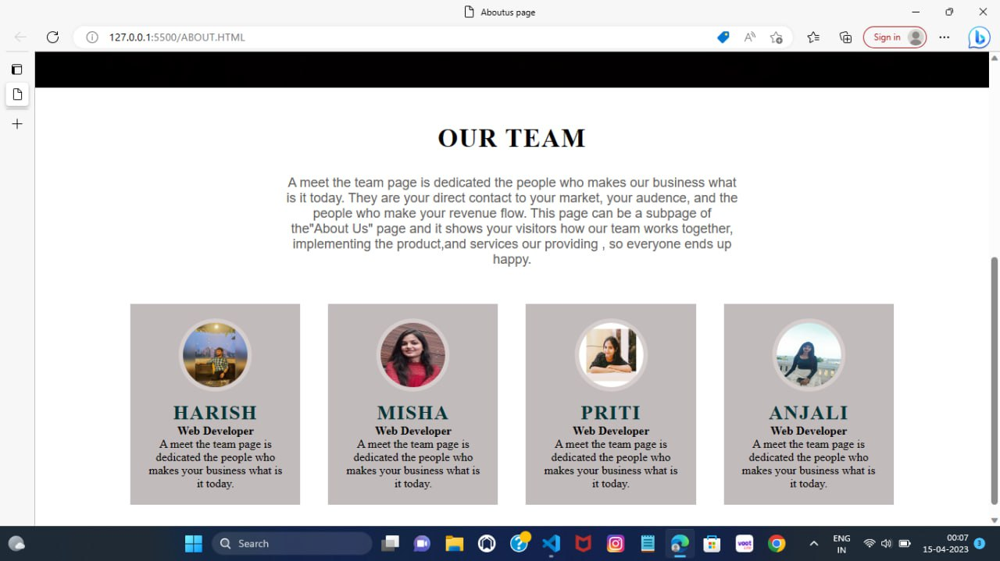 Aboutus page
127.0.0.1:5500/ABOUT.HTML
Sign in
OUR TEAM
A meet the team page is dedicated the people who makes our business what
is it today. They are your direct contact to your market, your audence, and the
people who make your revenue flow. This page can be a subpage of
the"About Us" page and it shows your visitors how our team works together,
implementing the product,and services our providing , so everyone ends up
happy.
HARISH
Web Developer
A meet the team page is
dedicated the people who
makes your business what is
it today.
MISHA
Web Developer
A meet the team page is
dedicated the people who
makes your business what is
it today.
PRITI
Web Developer
A meet the team page is
dedicated the people who
makes your business what is
it today.
ANJALI
Web Developer
A meet the team page is
dedicated the people who
makes your business what is
it today.
Search
voot
ENG
IN
00:07
15-04-2023
3